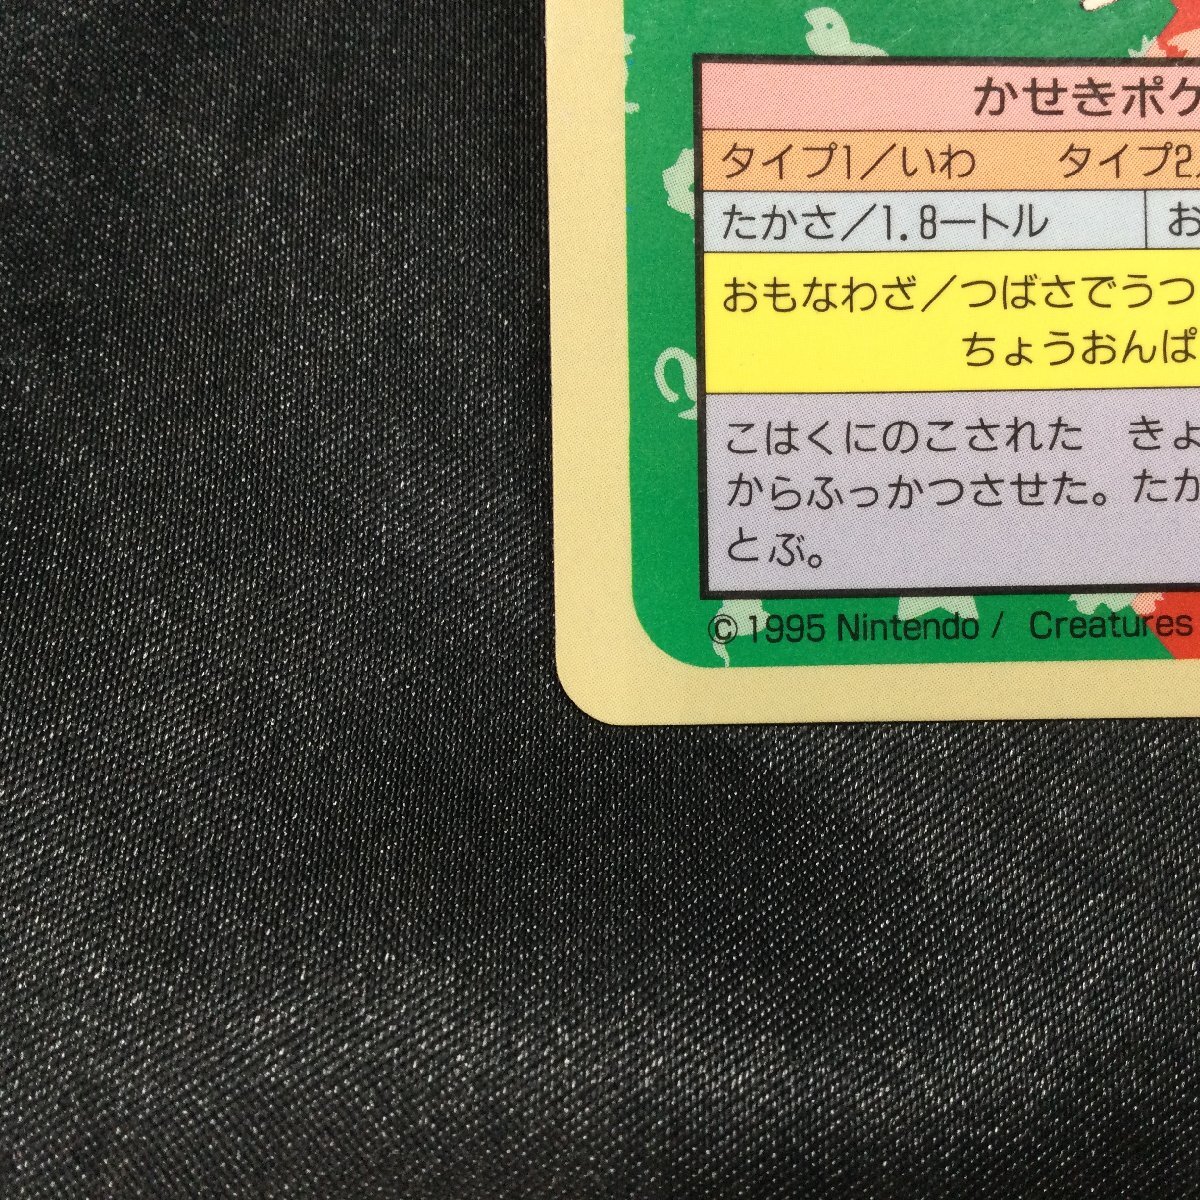 かせきポケ
タイプ1／いわ　タイプ2／
たかさ／1.8ートル　お
おもなわざ／つばさでうつ
ちょうおんぱ
こはくにのこされた　きょ
からふっかつさせた。たか
とぶ。
© 1995 Nintendo / Creatures